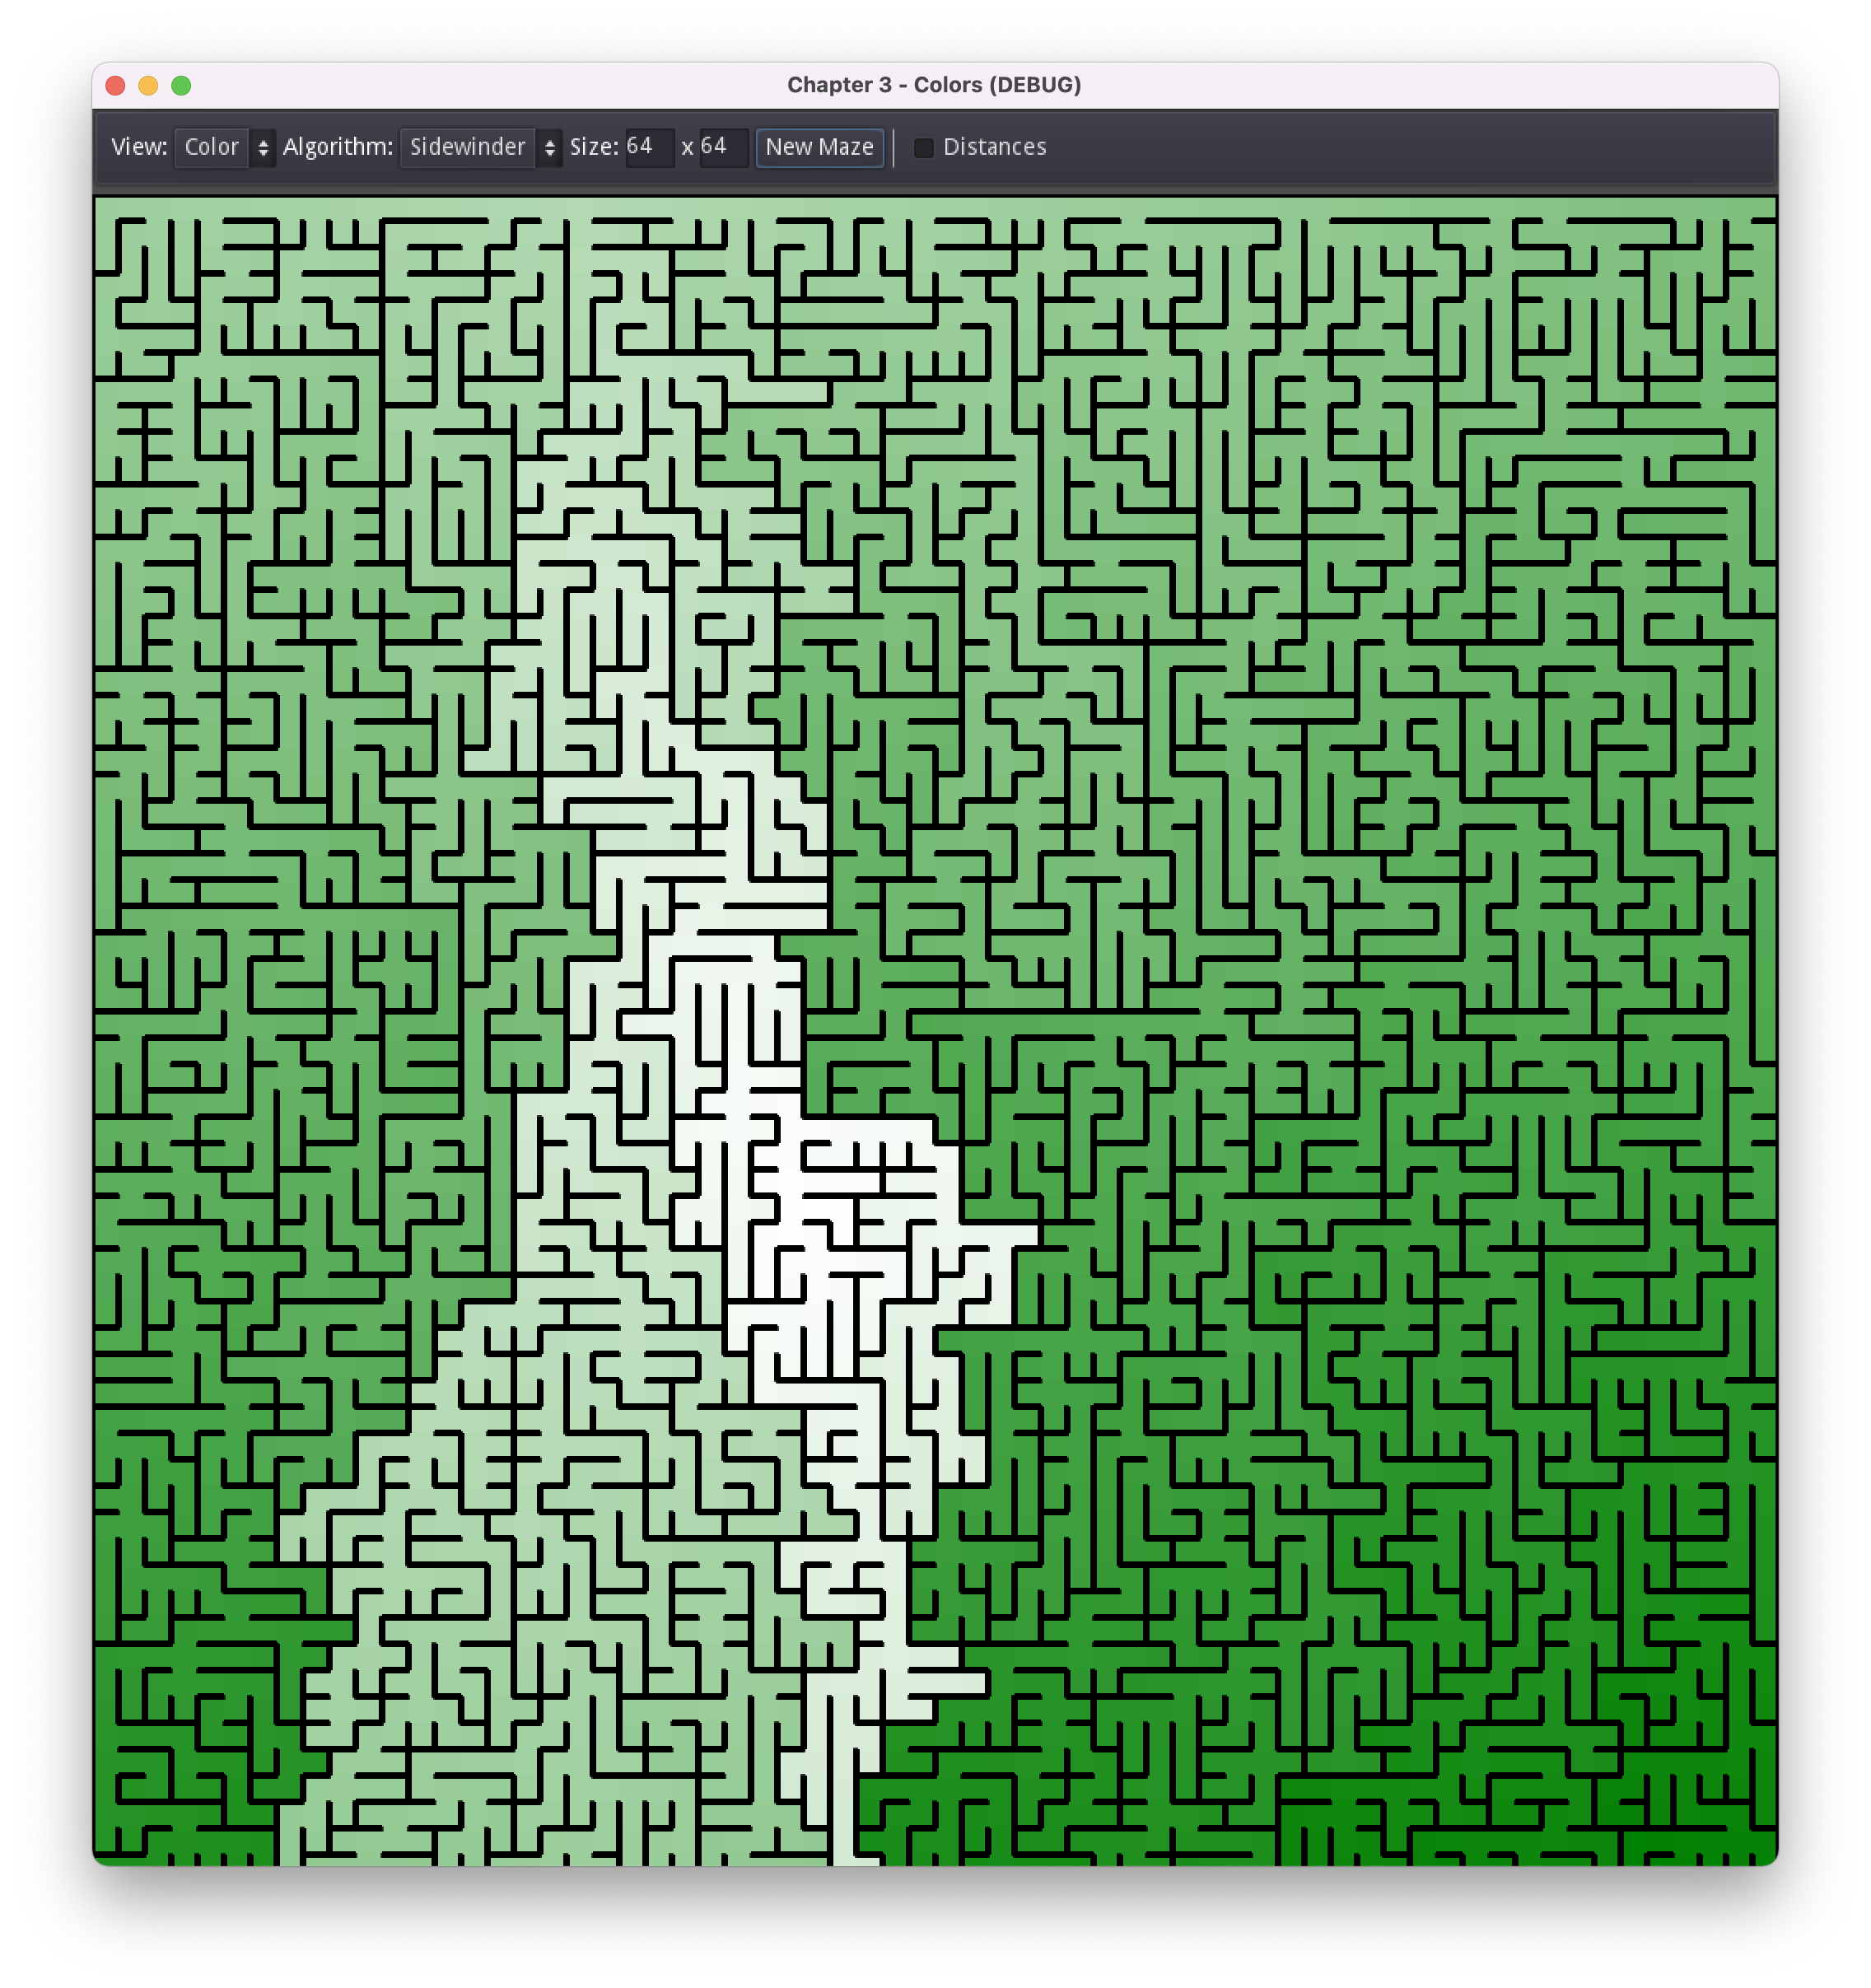 Chapter 3 - Colors (DEBUG)
View: Color Algorithm: Sidewinder Size: 64 x 64 New Maze Distances